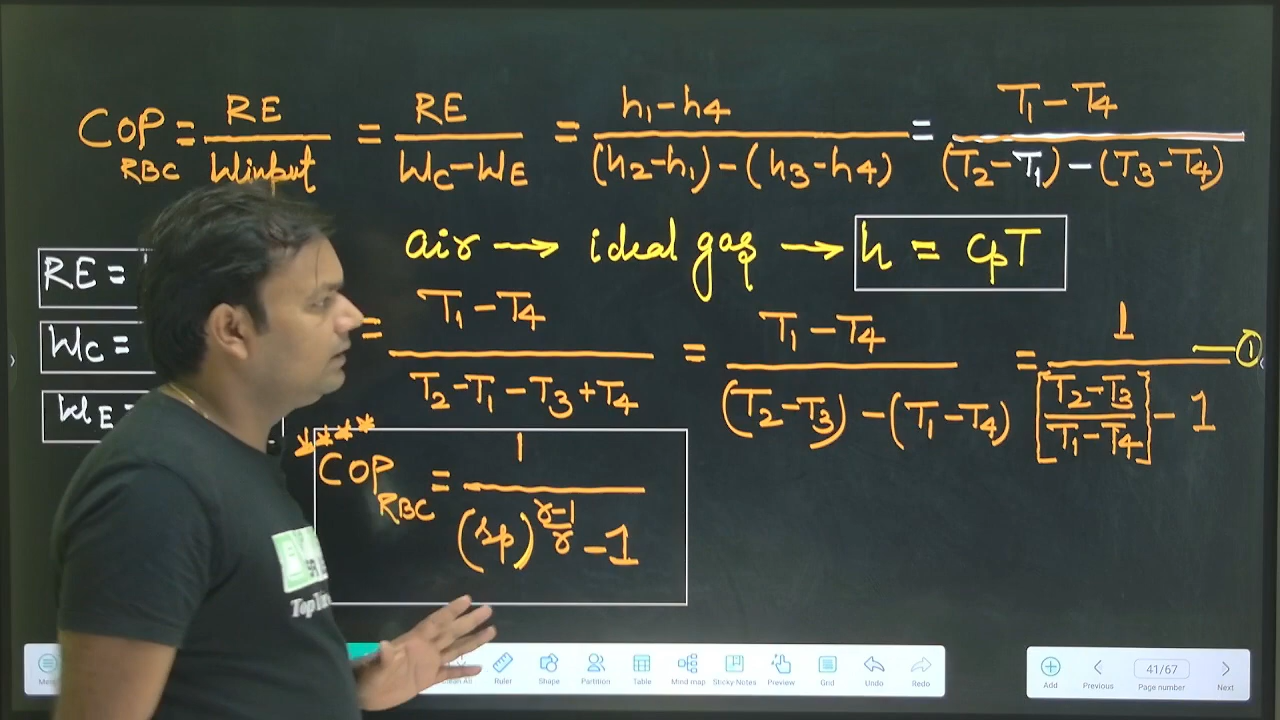 COP RBC = RE / Winput = RE / (WC - WE) = h1-h4 / (h2-h1)-(h3-h4) = T1-T4 / (T2-T1)-(T3-T4)
air → ideal gas → h = CpT
RE =
WC =
WE =
= T1-T4 / T2-T1-T3+T4 = T1-T4 / (T2-T3)-(T1-T4) = 1 / [T2-T3 / T1-T4] - 1 — ①
****
COP RBC = 1 / (rp)^(γ-1/γ) - 1
Clean All
Ruler
Shape
Partition
Table
Mind map
Sticky Notes
Preview
Grid
Undo
Redo
Add
Previous
41/67
Page number
Next